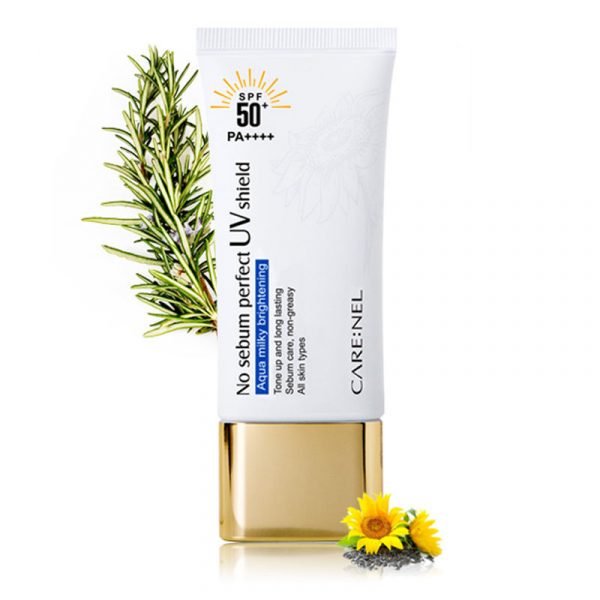 SPF
50+
PA++++
No sebum perfect UV shield
Aqua milky brightening
Tone up and long lasting
Sebum care, non-greasy
All skin types
CARE:NEL